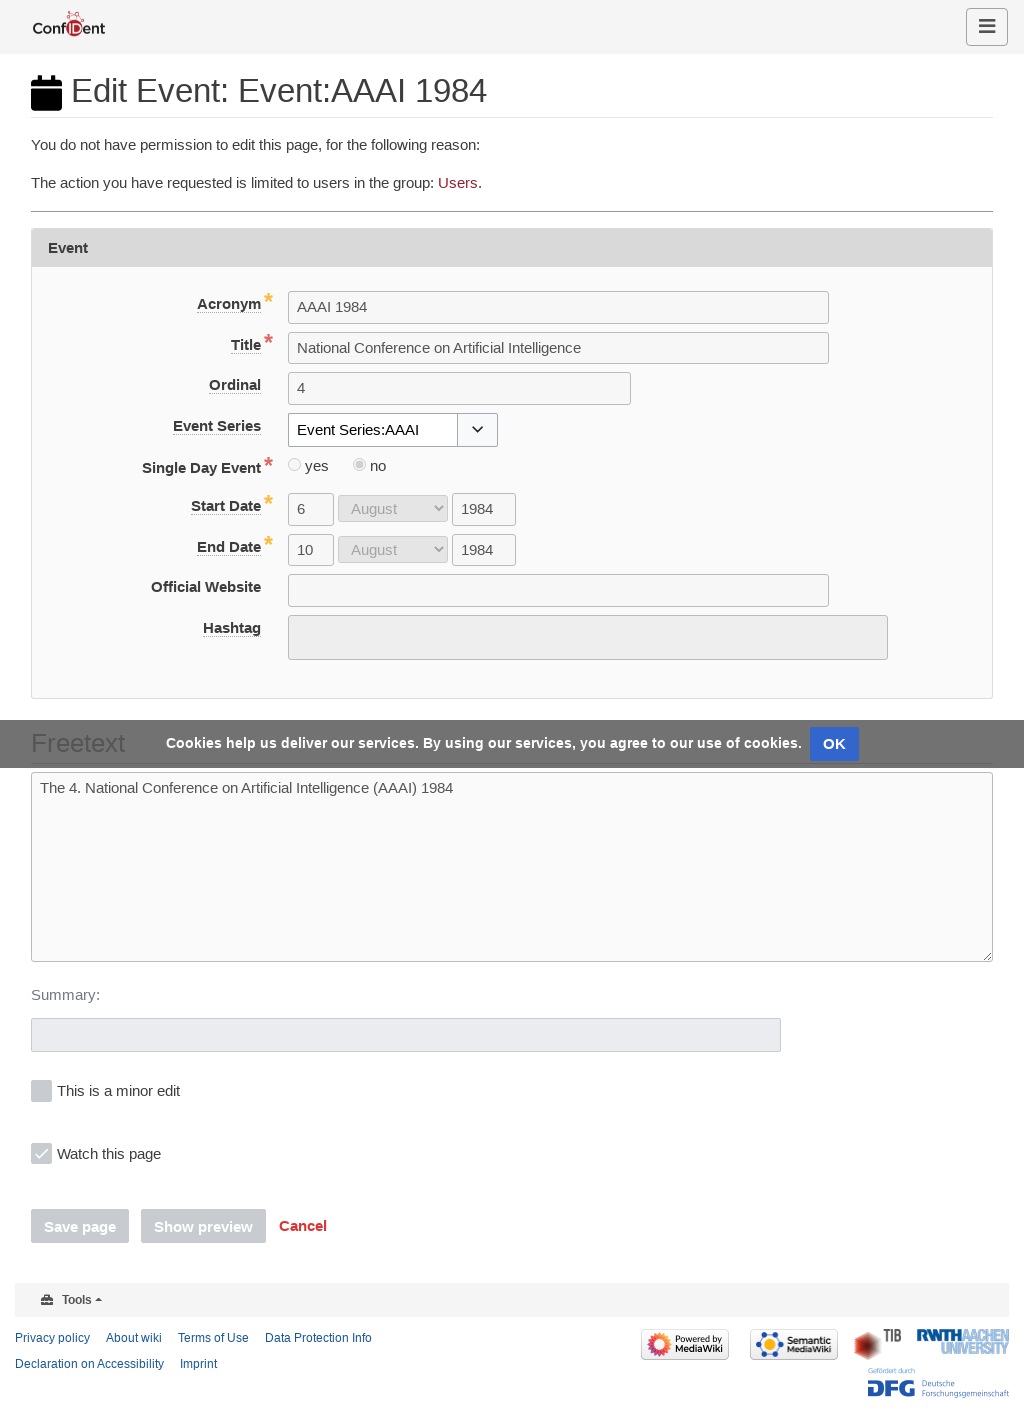 ConfIDent
Edit Event: Event:AAAI 1984
You do not have permission to edit this page, for the following reason:
The action you have requested is limited to users in the group: Users.
Event
Acronym * AAAI 1984
Title * National Conference on Artificial Intelligence
Ordinal 4
Event Series Event Series:AAAI
Single Day Event * yes no
Start Date * 6 August 1984
End Date * 10 August 1984
Official Website
Hashtag
Freetext
Cookies help us deliver our services. By using our services, you agree to our use of cookies. OK
The 4. National Conference on Artificial Intelligence (AAAI) 1984
Summary:
This is a minor edit
Watch this page
Save page Show preview Cancel
Tools
Privacy policy About wiki Terms of Use Data Protection Info
Declaration on Accessibility Imprint
Powered by
MediaWiki
Semantic
MediaWiki
TIB
RWTH AACHEN
UNIVERSITY
Gefördert durch
DFG Deutsche
Forschungsgemeinschaft